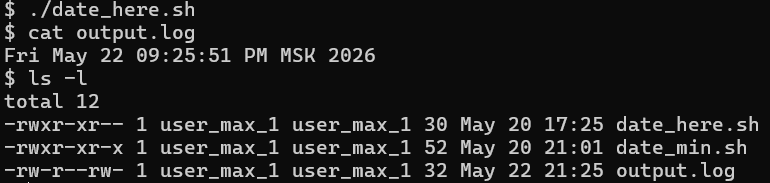 $ ./date_here.sh
$ cat output.log
Fri May 22 09:25:51 PM MSK 2026
$ ls -l
total 12
-rwxr-xr-- 1 user_max_1 user_max_1 30 May 20 17:25 date_here.sh
-rwxr-xr-x 1 user_max_1 user_max_1 52 May 20 21:01 date_min.sh
-rw-r--rw- 1 user_max_1 user_max_1 32 May 22 21:25 output.log